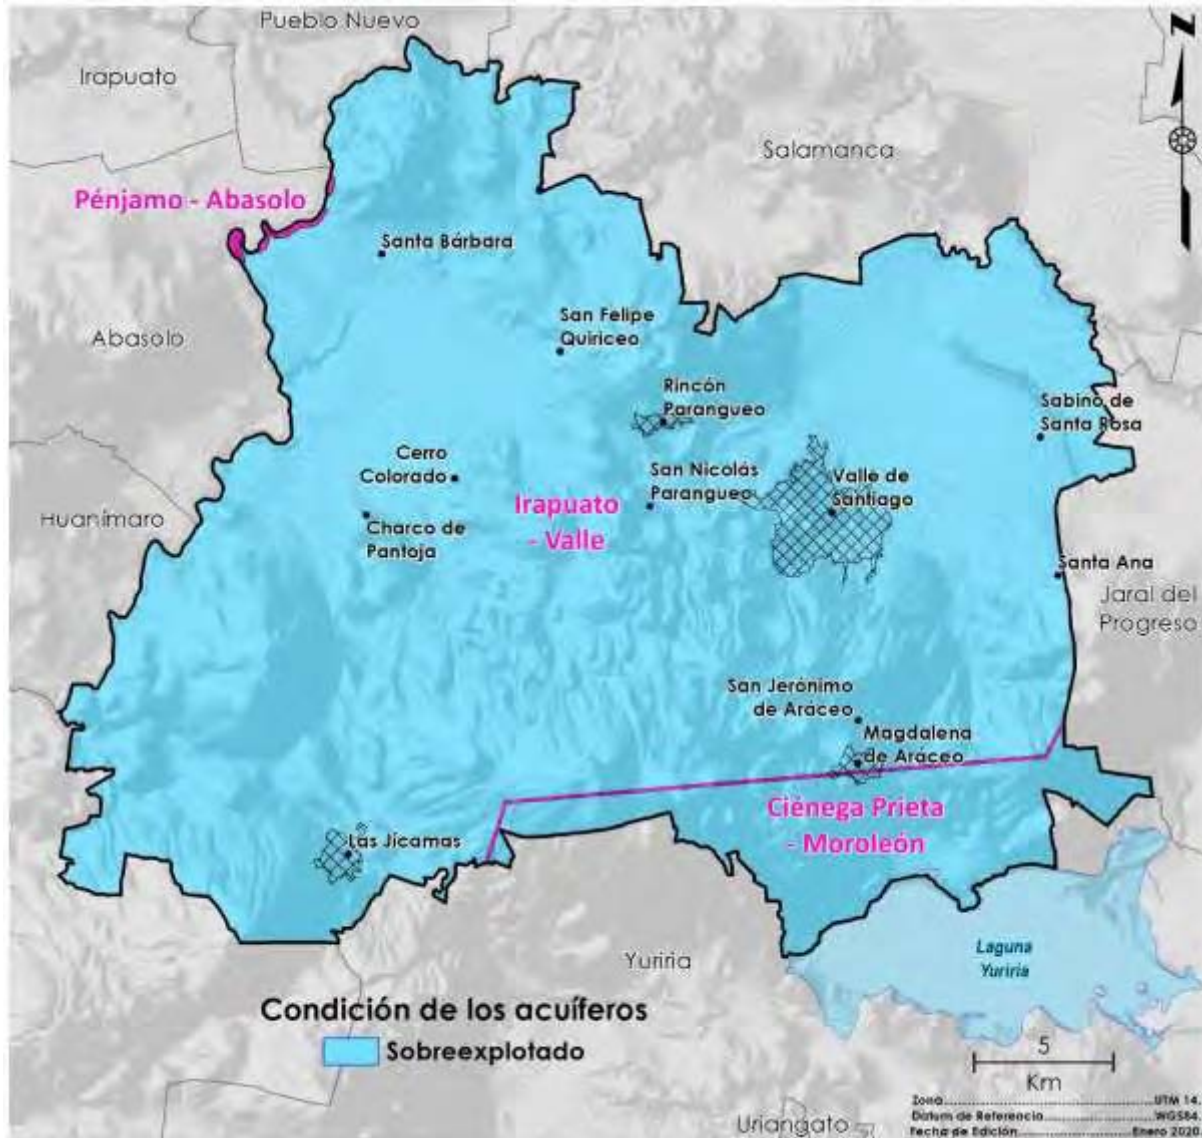 Pueblo Nuevo
Irapuato
Salamanca
Pénjamo - Abasolo
Santa Bárbara
Abasolo
San Felipe
Quiriceo
Rincón
Parangueo
Sabino de
Santa Rosa
Cerro
Colorado
San Nicolás
Parangueo
Valle de
Santiago
Irapuato
- Valle
Huanímaro
Charco de
Pantoja
Santa Ana
Jaral del
Progreso
San Jerónimo
de Aráceo
Magdalena
de Aráceo
Ciénega Prieta
- Moroleón
Las Jícamas
Yuriria
Laguna
Yuriria
Condición de los acuíferos
Sobreexplotado
5
Km
Zona UTM 14.
Datum de Referencia WGS84.
Fecha de Edición Enero 2020
Uriangato
N